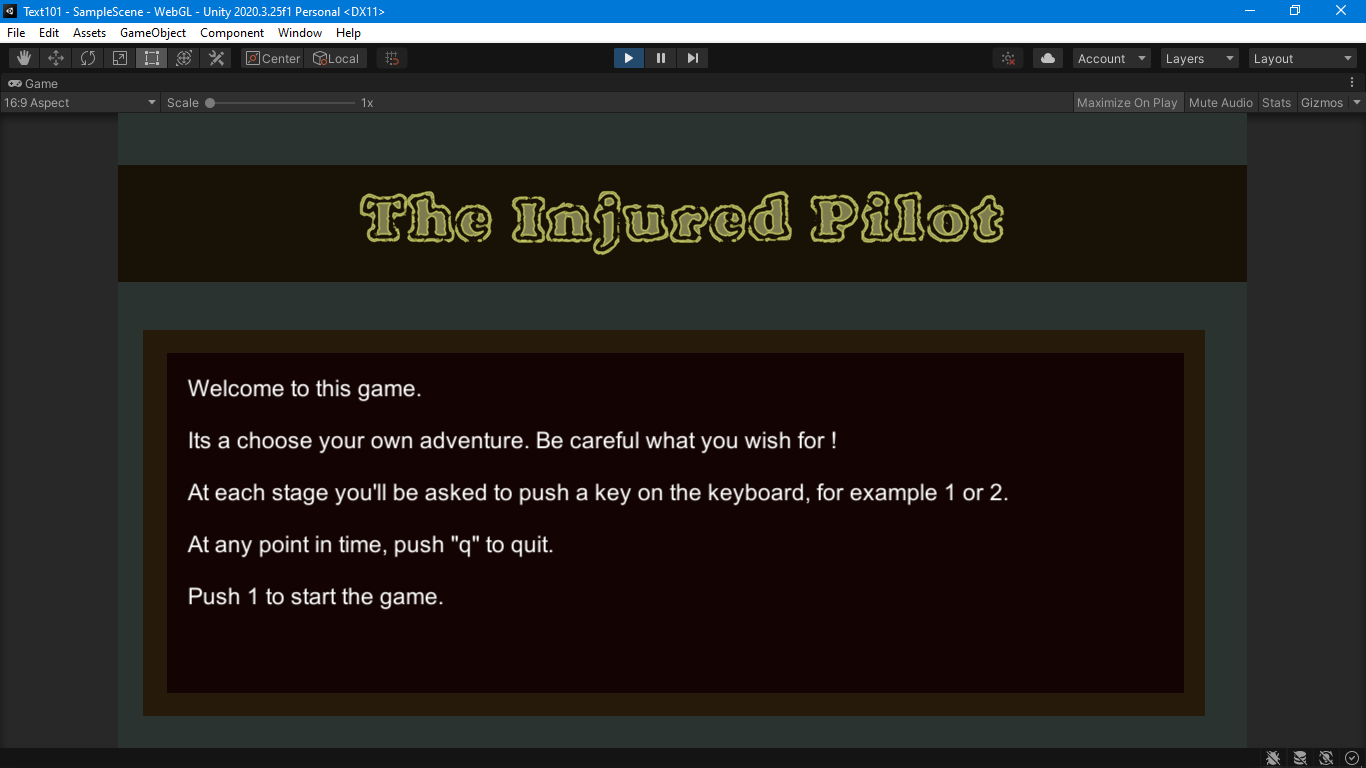 Text101 - SampleScene - WebGL - Unity 2020.3.25f1 Personal <DX11>
File Edit Assets GameObject Component Window Help
Center Local Account Layers Layout
Game
16:9 Aspect Scale 1x Maximize On Play Mute Audio Stats Gizmos
The Injured Pilot
Welcome to this game.
Its a choose your own adventure. Be careful what you wish for !
At each stage you'll be asked to push a key on the keyboard, for example 1 or 2.
At any point in time, push "q" to quit.
Push 1 to start the game.